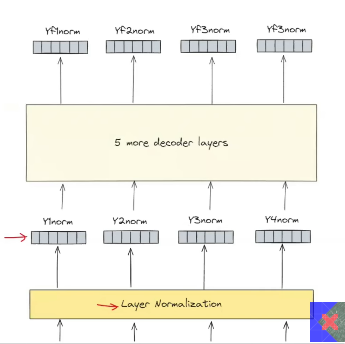 Yf1norm Yf2norm Yf3norm Yf3norm
5 more decoder layers
Y1norm Y2norm Y3norm Y4norm
Layer Normalization